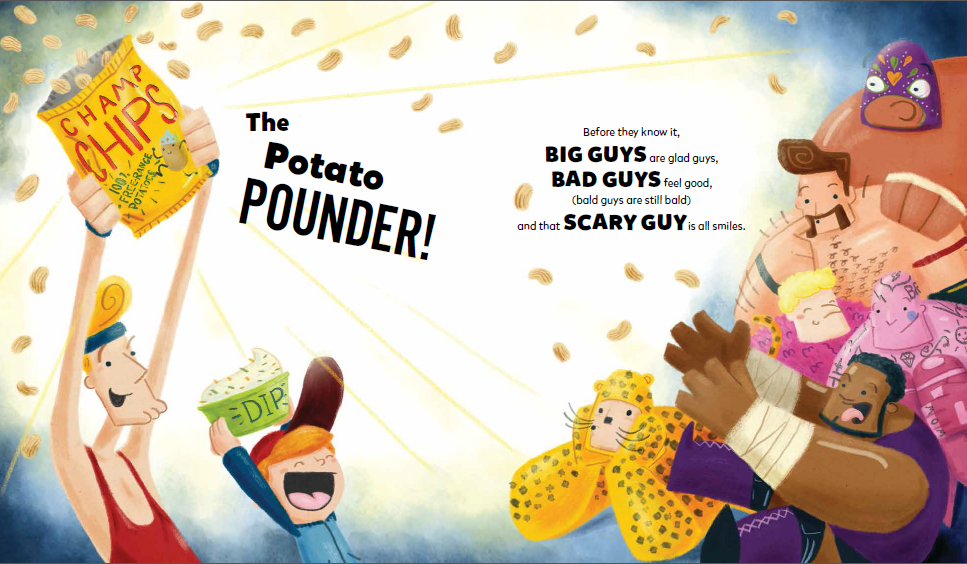 CHAMP
CHIPS
100%
FREE-RANGE
POTATOES
DIP
The
Potato
POUNDER!
Before they know it,
BIG GUYS are glad guys,
BAD GUYS feel good,
(bald guys are still bald)
and that SCARY GUY is all smiles.
MOM